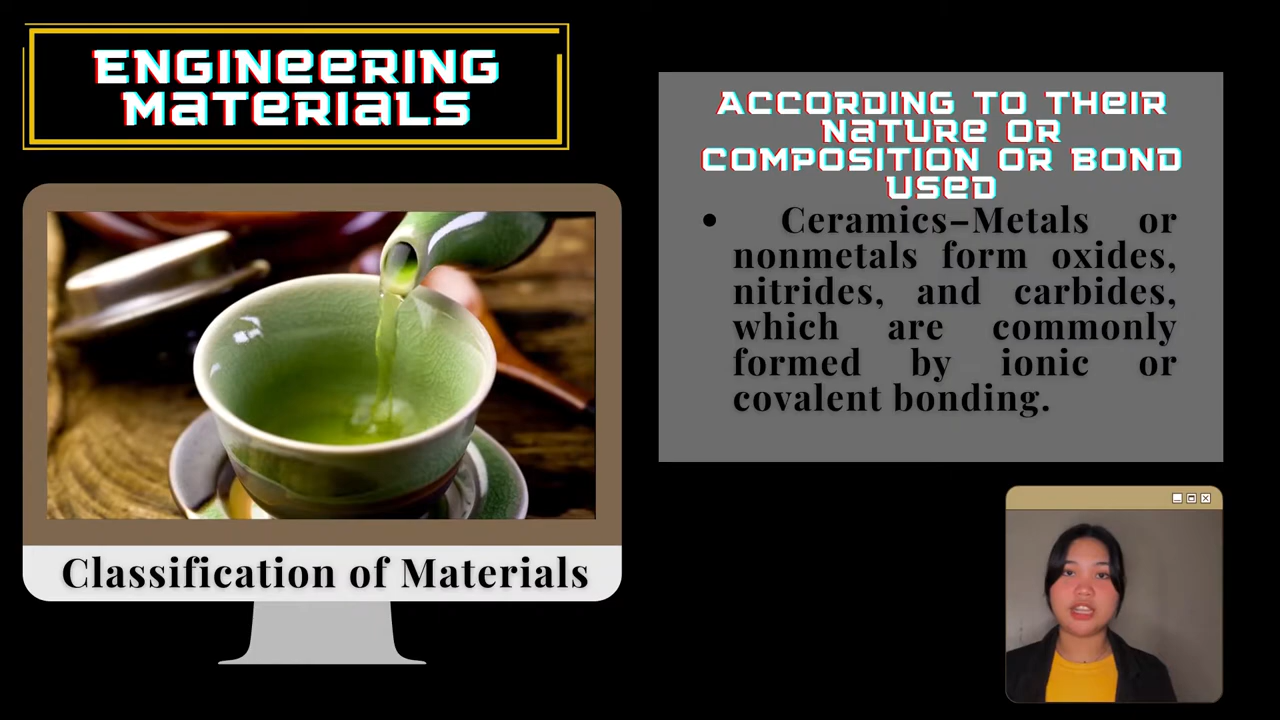 ENGINEERING
MATERIALS
ACCORDING TO THEIR
NATURE OR
COMPOSITION OR BOND
USED
• Ceramics–Metals or
nonmetals form oxides,
nitrides, and carbides,
which are commonly
formed by ionic or
covalent bonding.
Classification of Materials